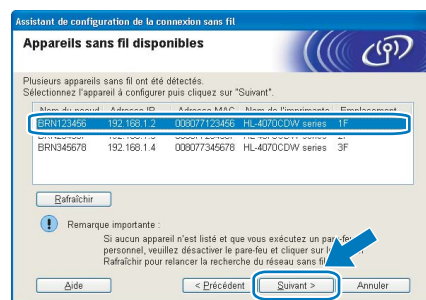 Assistant de configuration de la connexion sans fil
Appareils sans fil disponibles
Plusieurs appareils sans fil ont été détectés.
Sélectionnez l'appareil à configurer puis cliquez sur "Suivant".
Nom du noeud Adresse IP Adresse MAC Nom de l'imprimante Emplacement
BRN123456 192.168.1.2 008077123456 HL-4070CDW series 1F
BRN345678 192.168.1.4 008077345678 HL-4070CDW series 3F
Rafraîchir
Remarque importante :
Si aucun appareil n'est listé et que vous exécutez un
personnel, veuillez désactiver le pare-feu et cliquer sur
Rafraîchir pour relancer la recherche du réseau sans
Aide
< Précédent
Suivant >
Annuler